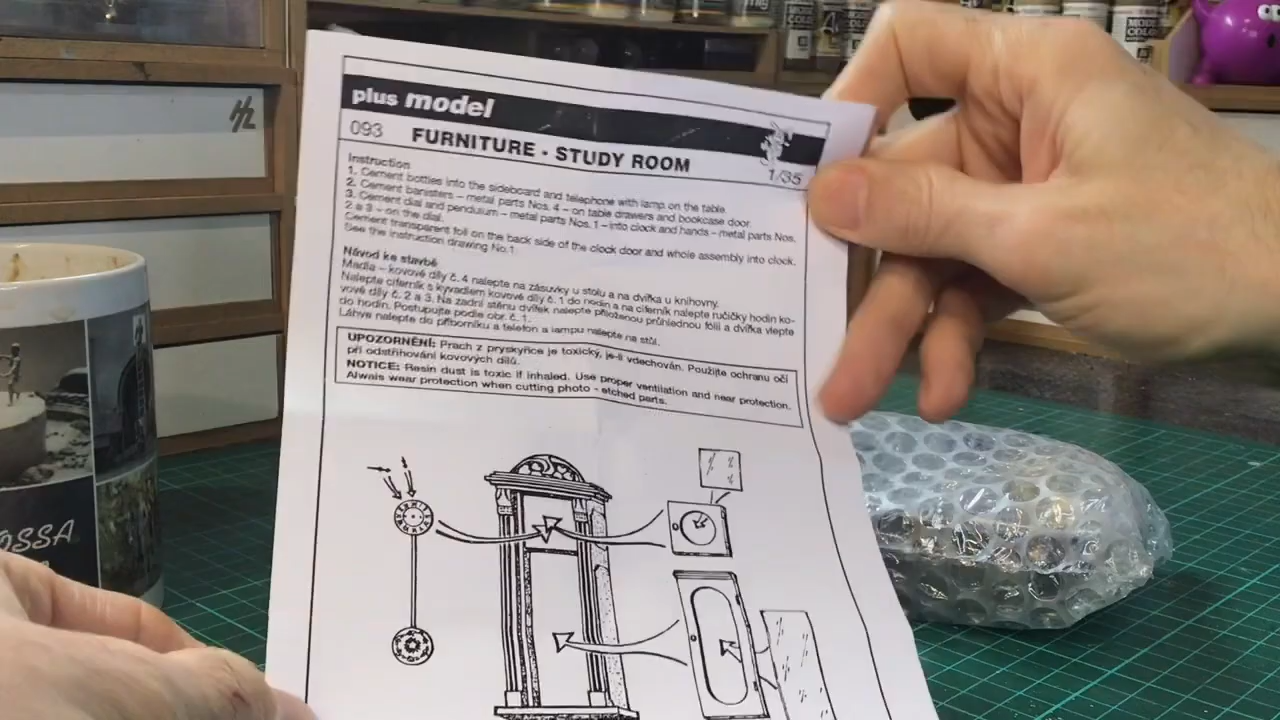 plus model
093 FURNITURE - STUDY ROOM
1/35
Instruction
1. Cement bottles into the sideboard and telephone with lamp on the table.
2. Cement banisters – metal parts Nos. 4 – on table drawers and bookcase door.
3. Cement dial and pendulum – metal parts Nos. 1 – into clock and hands – metal parts Nos.
2 a 3 – on the dial.
Cement transparent foil on the back side of the clock door and whole assembly into clock.
See the instruction drawing No.1.
Návod ke stavbě
Madla – kovové díly č.4 nalepte na zásuvky u stolu a na dvířka u knihovny.
Nalepte ciferník s kyvadlem kovové díly č. 1 do hodin a na ciferník nalepte ručičky hodin ko-
vové díly č. 2 a 3. Na zadní stěnu dvířek nalepte přiloženou průhlednou fólii a dvířka vlepte
do hodin. Postupujte podle obr. č. 1.
Láhve nalepte do příborníku a telefon a lampu nalepte na stůl.
UPOZORNĚNÍ: Prach z pryskyřice je toxický, je-li vdechován. Použijte ochranu očí
při odstřihování kovových dílů.
NOTICE: Resin dust is toxic if inhaled. Use proper ventilation and near protection.
Alwais wear protection when cutting photo - etched parts.
OSSA